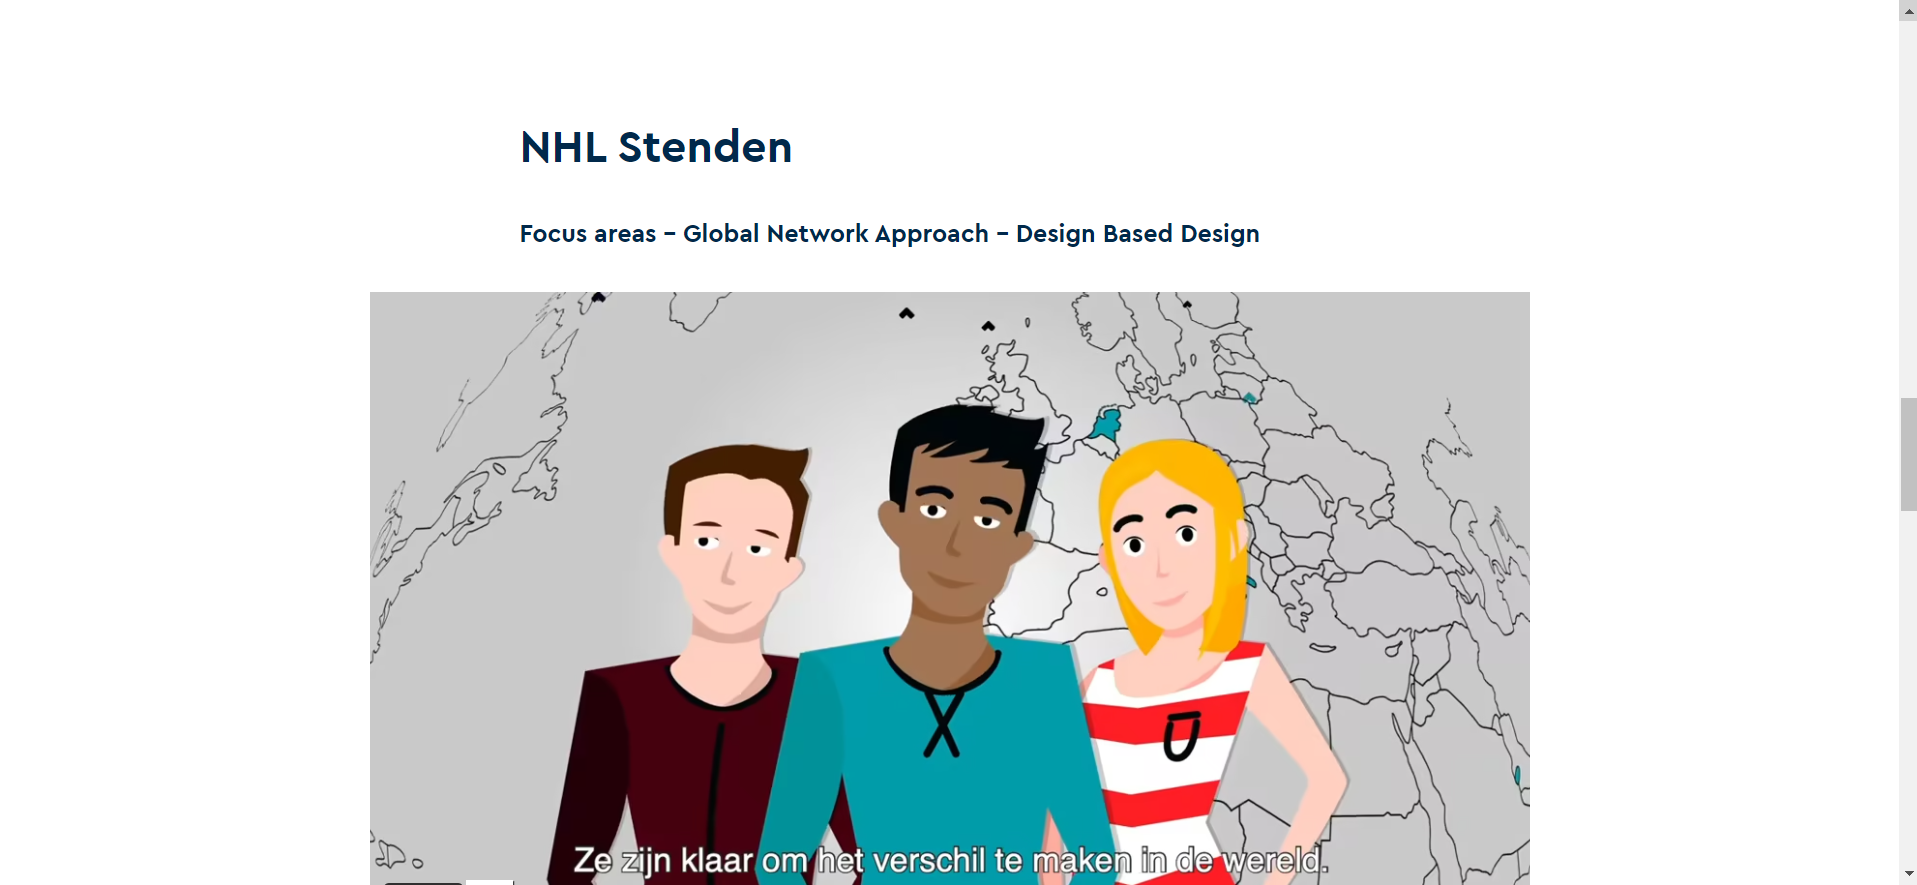 NHL Stenden
Focus areas – Global Network Approach – Design Based Design
Ze zijn klaar om het verschil te maken in de wereld.